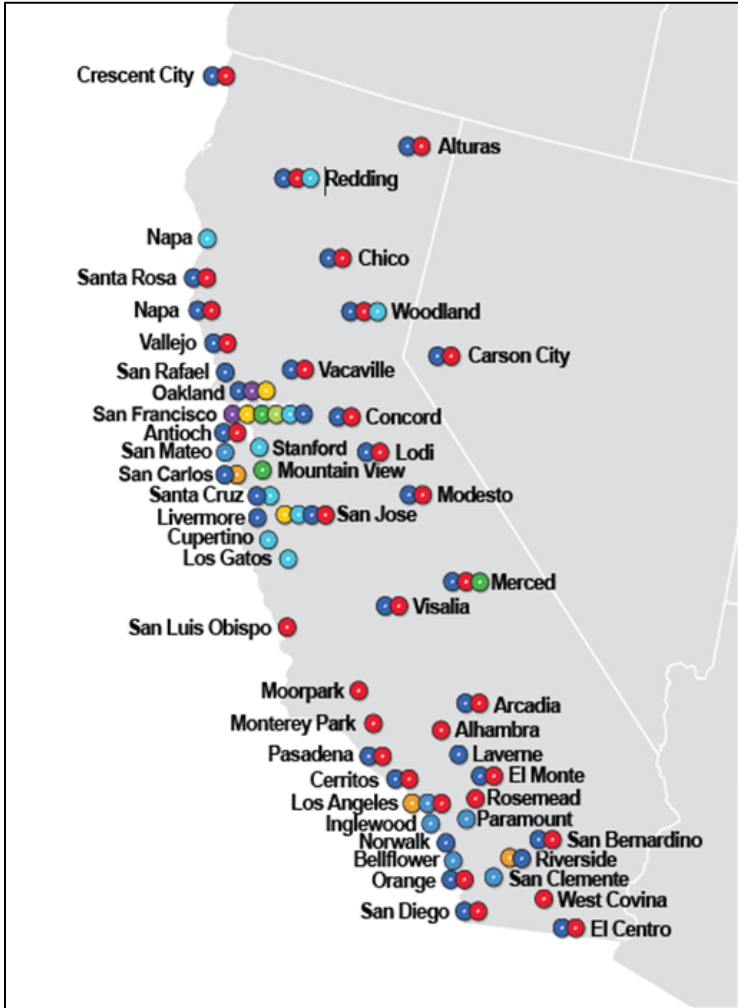 Crescent City
Alturas
Redding
Napa
Chico
Santa Rosa
Napa
Woodland
Vallejo
Carson City
San Rafael
Vacaville
Oakland
San Francisco
Concord
Antioch
San Mateo
Stanford
Lodi
San Carlos
Mountain View
Santa Cruz
Modesto
Livermore
San Jose
Cupertino
Los Gatos
Merced
Visalia
San Luis Obispo
Moorpark
Arcadia
Monterey Park
Alhambra
Pasadena
Laverne
Cerritos
El Monte
Los Angeles
Rosemead
Inglewood
Paramount
Norwalk
San Bernardino
Bellflower
Riverside
Orange
San Clemente
West Covina
San Diego
El Centro